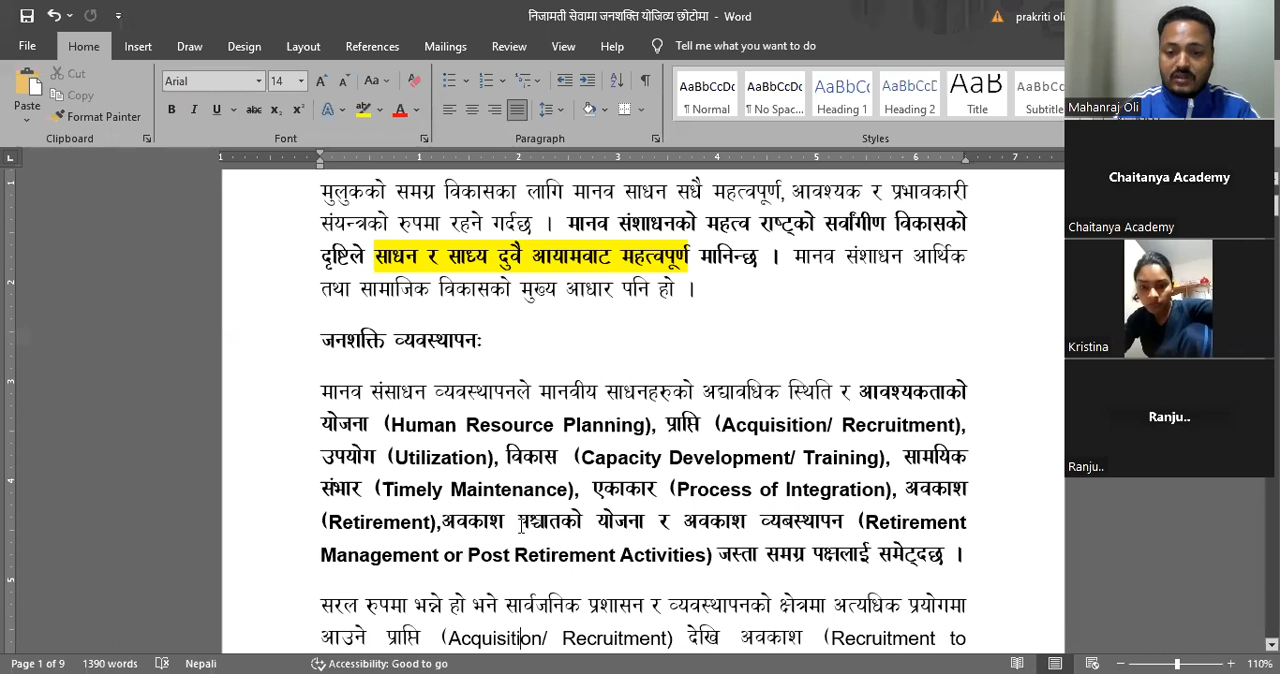 निजामती सेवामा जनशक्ति योजिव्य छोटोमा - Word
prakriti oli
File Home Insert Draw Design Layout References Mailings Review View Help Tell me what you want to do
Cut
Copy
Format Painter
Paste
Arial 14
AaBbCcDc AaBbCcDc AaBbCcD AaBbCcD AaB AaBbCcD
¶ Normal ¶ No Spac... Heading 1 Heading 2 Title Subtitle
Clipboard Font Paragraph Styles
मुलुकको समग्र विकासका लागि मानव साधन सधै महत्वपूर्ण, आवश्यक र प्रभावकारी
संयन्त्रको रुपमा रहने गर्दछ । मानव संशाधनको महत्व राष्ट्को सर्वांगीण विकासको
दृष्टिले साधन र साध्य दुवै आयामवाट महत्वपूर्ण मानिन्छ । मानव संशाधन आर्थिक
तथा सामाजिक विकासको मुख्य आधार पनि हो ।
जनशक्ति व्यवस्थापनः
मानव संसाधन व्यवस्थापनले मानवीय साधनहरुको अद्यावधिक स्थिति र आवश्यकताको
योजना (Human Resource Planning), प्राप्ति (Acquisition/ Recruitment),
उपयोग (Utilization), विकास (Capacity Development/ Training), सामयिक
संभार (Timely Maintenance), एकाकार (Process of Integration), अवकाश
(Retirement),अवकाश पश्चातको योजना र अवकाश व्यबस्थापन (Retirement
Management or Post Retirement Activities) जस्ता समग्र पक्षलाई समेट्दछ ।
सरल रुपमा भन्ने हो भने सार्वजनिक प्रशासन र व्यवस्थापनको क्षेत्रमा अत्यधिक प्रयोगमा
आउने प्राप्ति (Acquisition/ Recruitment) देखि अवकाश (Recruitment to
Page 1 of 9 1390 words Nepali Accessibility: Good to go 110%
Mahanraj Oli
Chaitanya Academy
Chaitanya Academy
Kristina
Ranju..
Ranju..